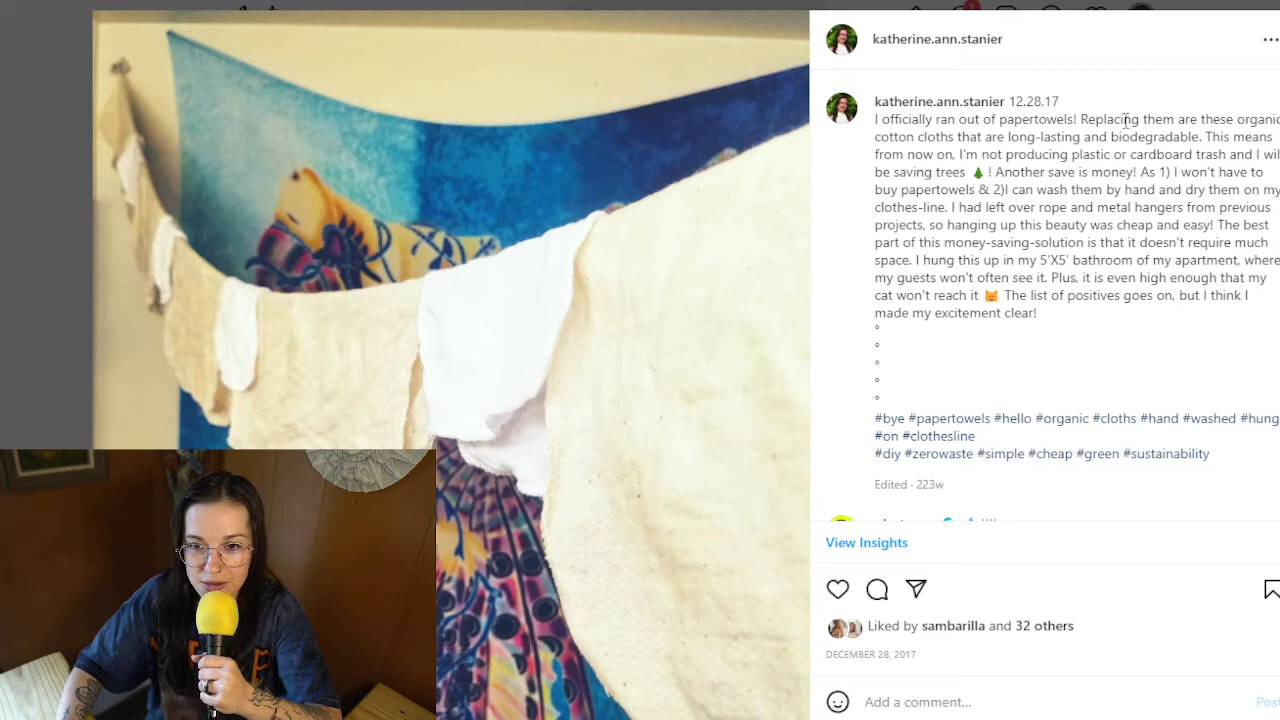 katherine.ann.stanier
katherine.ann.stanier 12.28.17
I officially ran out of papertowels! Replacing them are these organic
cotton cloths that are long-lasting and biodegradable. This means
from now on, I'm not producing plastic or cardboard trash and I
be saving trees 🌲 ! Another save is money! As 1) I won't have to
buy papertowels & 2)I can wash them by hand and dry them on my
clothes-line. I had left over rope and metal hangers from previous
projects, so hanging up this beauty was cheap and easy! The best
part of this money-saving-solution is that it doesn't require much
space. I hung this up in my 5'X5' bathroom of my apartment, where
my guests won't often see it. Plus, it is even high enough that my
cat won't reach it 😼 The list of positives goes on, but I think I
made my excitement clear!
°
°
°
°
°
#bye #papertowels #hello #organic #cloths #hand #washed #hung
#on #clothesline
#diy #zerowaste #simple #cheap #green #sustainability
Edited · 223w
View Insights
Liked by sambarilla and 32 others
DECEMBER 28, 2017
Add a comment...
Post